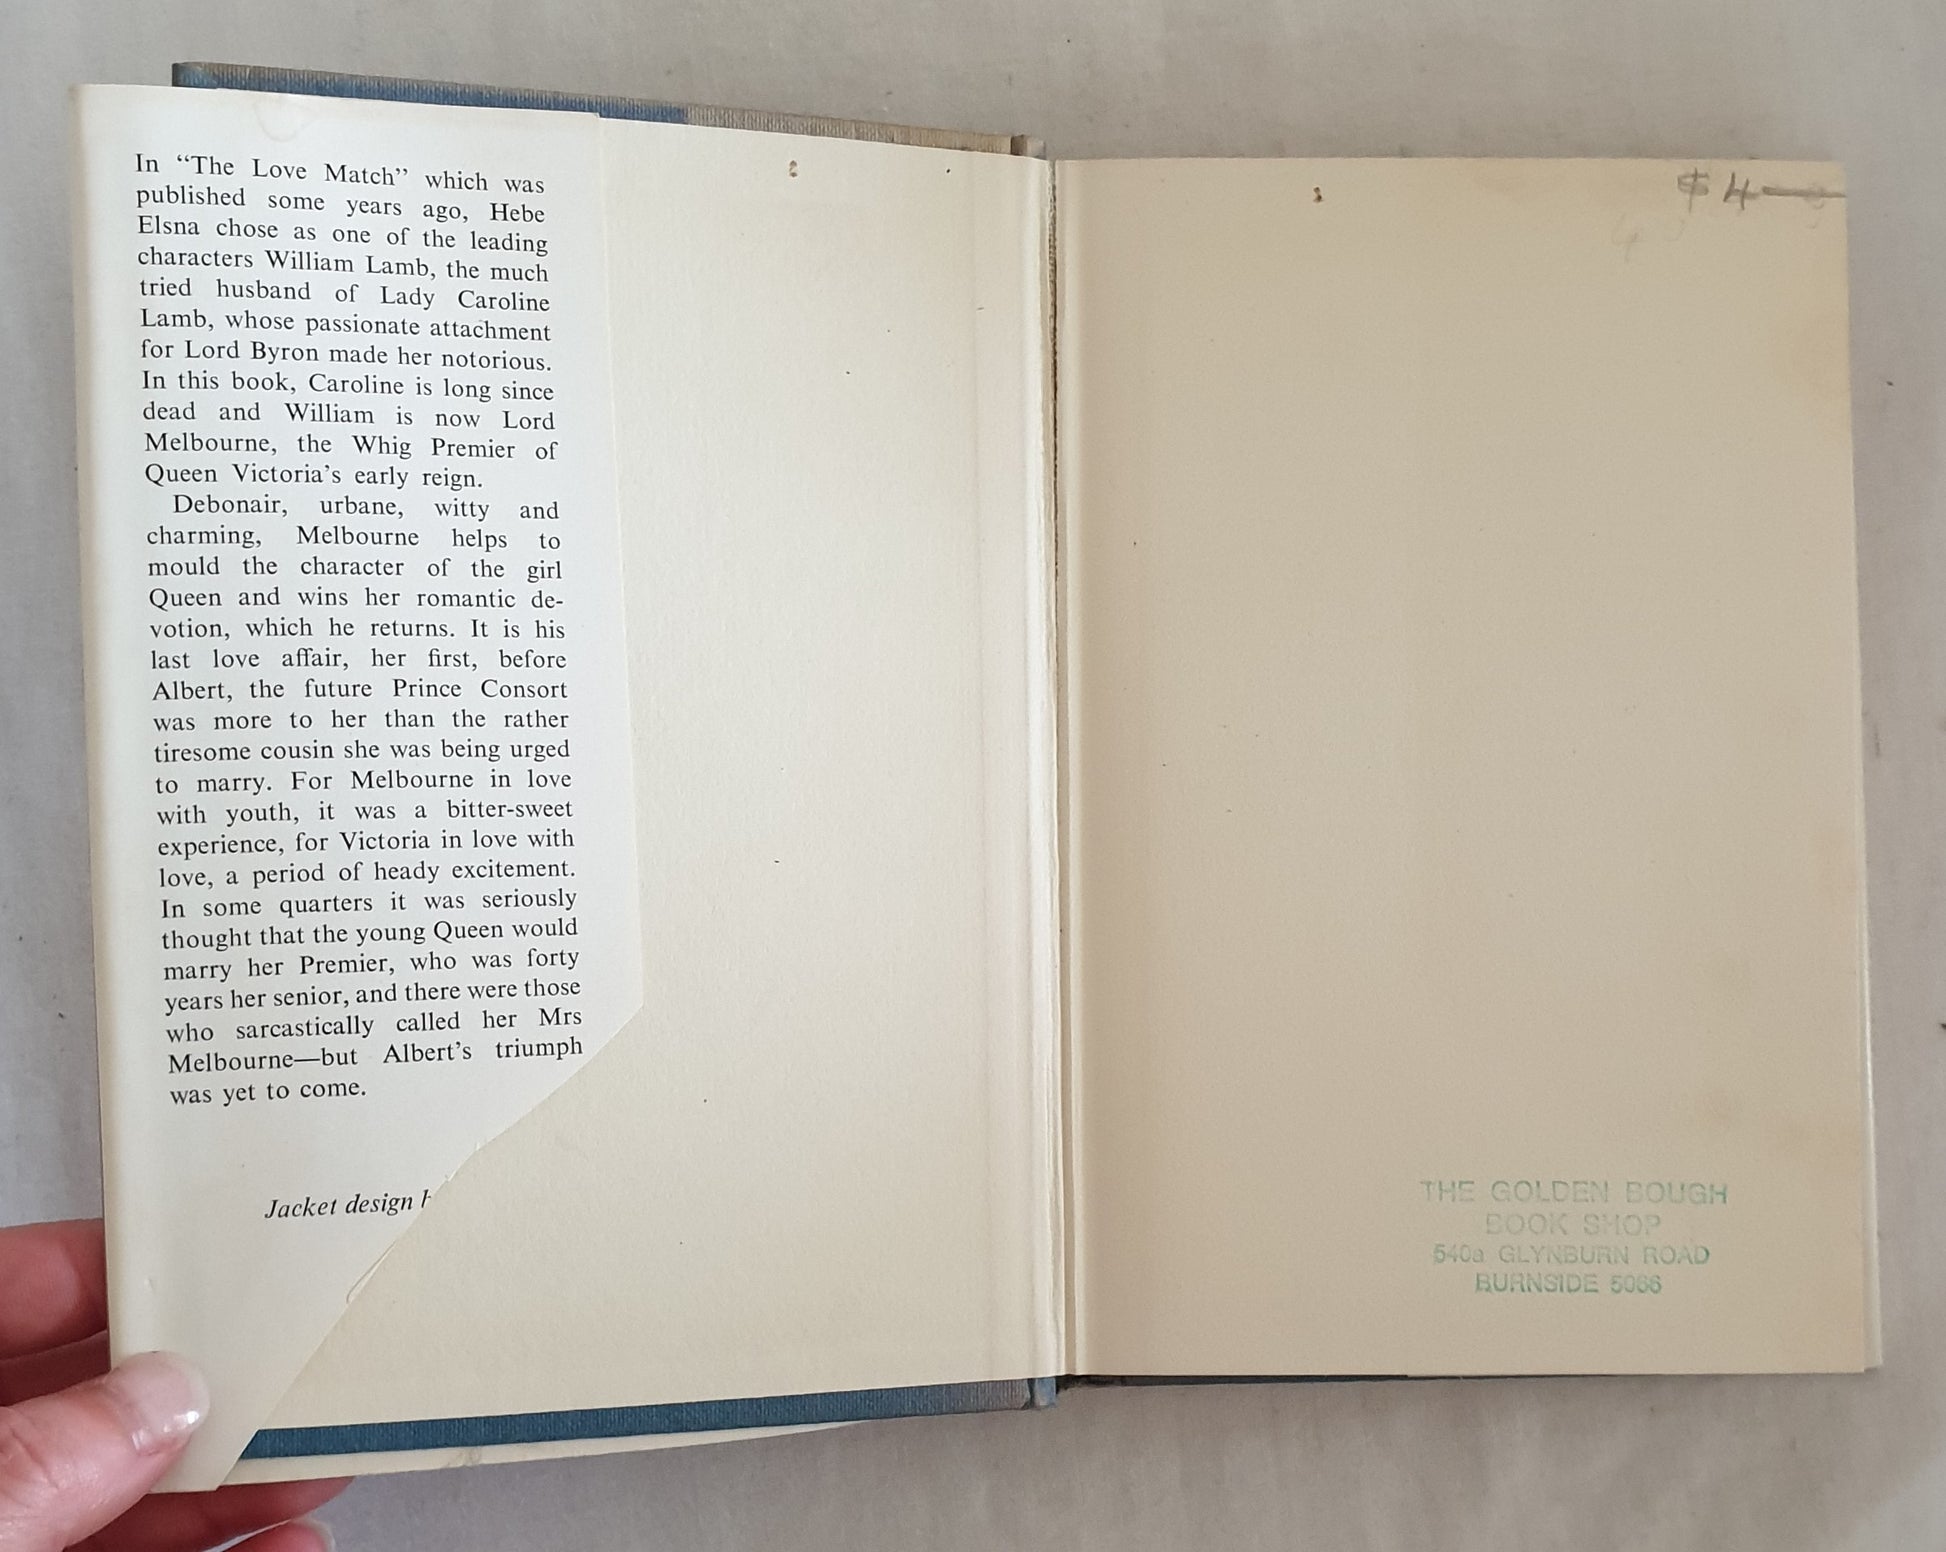 In “The Love Match” which was
published some years ago, Hebe
Elsna chose as one of the leading
characters William Lamb, the much
tried husband of Lady Caroline
Lamb, whose passionate attachment
for Lord Byron made her notorious.
In this book, Caroline is long since
dead and William is now Lord
Melbourne, the Whig Premier of
Queen Victoria’s early reign.
Debonair, urbane, witty and
charming, Melbourne helps to
mould the character of the girl
Queen and wins her romantic de-
votion, which he returns. It is his
last love affair, her first, before
Albert, the future Prince Consort
was more to her than the rather
tiresome cousin she was being urged
to marry. For Melbourne in love
with youth, it was a bitter-sweet
experience, for Victoria in love with
love, a period of heady excitement.
In some quarters it was seriously
thought that the young Queen would
marry her Premier, who was forty
years her senior, and there were those
who sarcastically called her Mrs
Melbourne—but Albert’s triumph
was yet to come.
Jacket design
$4—
THE GOLDEN BOUGH
BOOK SHOP
540a GLYNBURN ROAD
BURNSIDE 5066